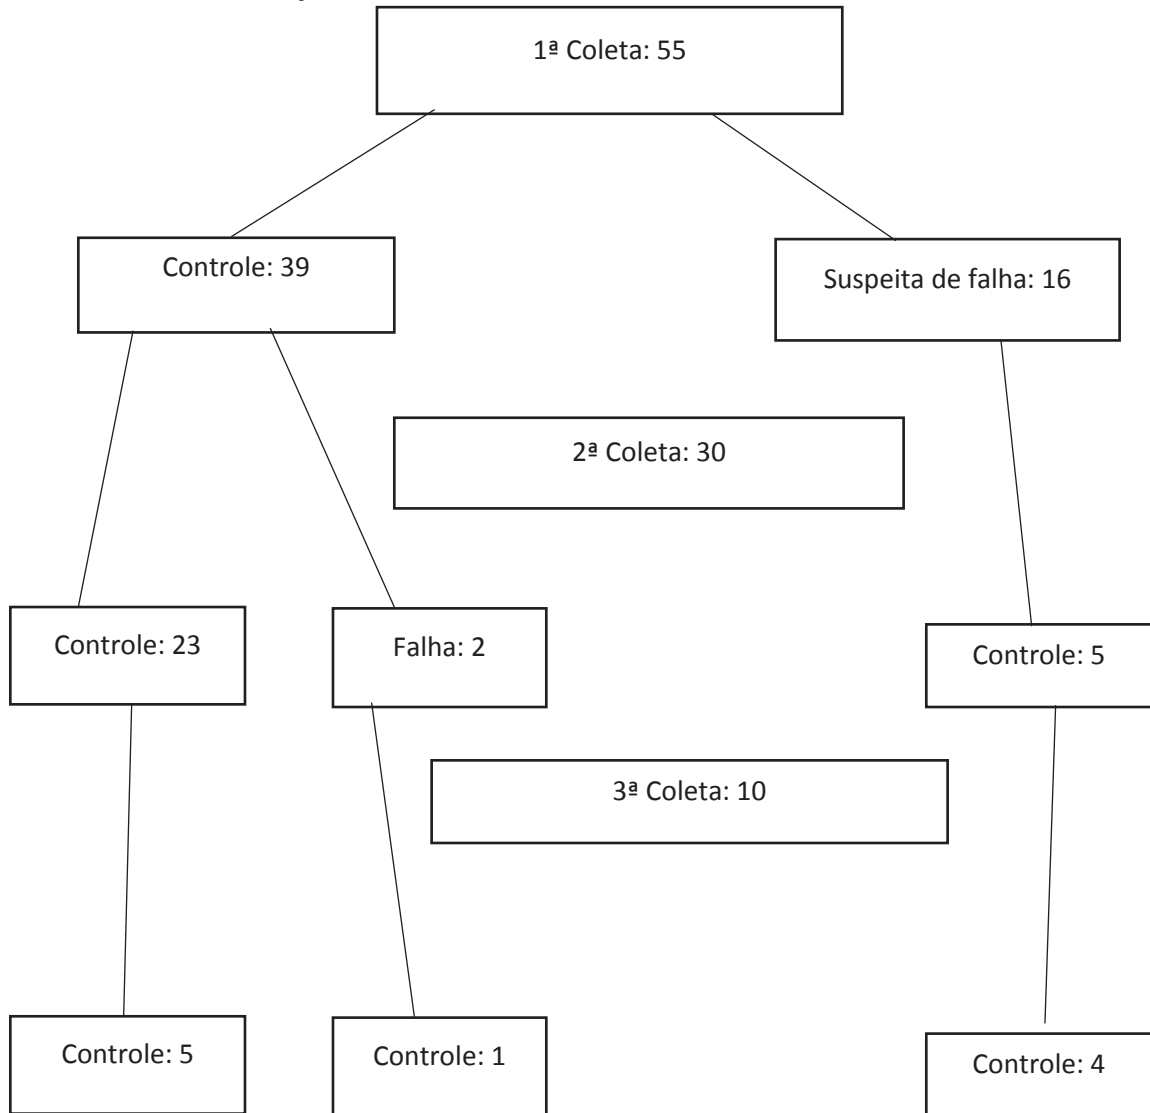 1ª Coleta: 55
Controle: 39
Suspeita de falha: 16
2ª Coleta: 30
Controle: 23
Falha: 2
Controle: 5
3ª Coleta: 10
Controle: 5
Controle: 1
Controle: 4